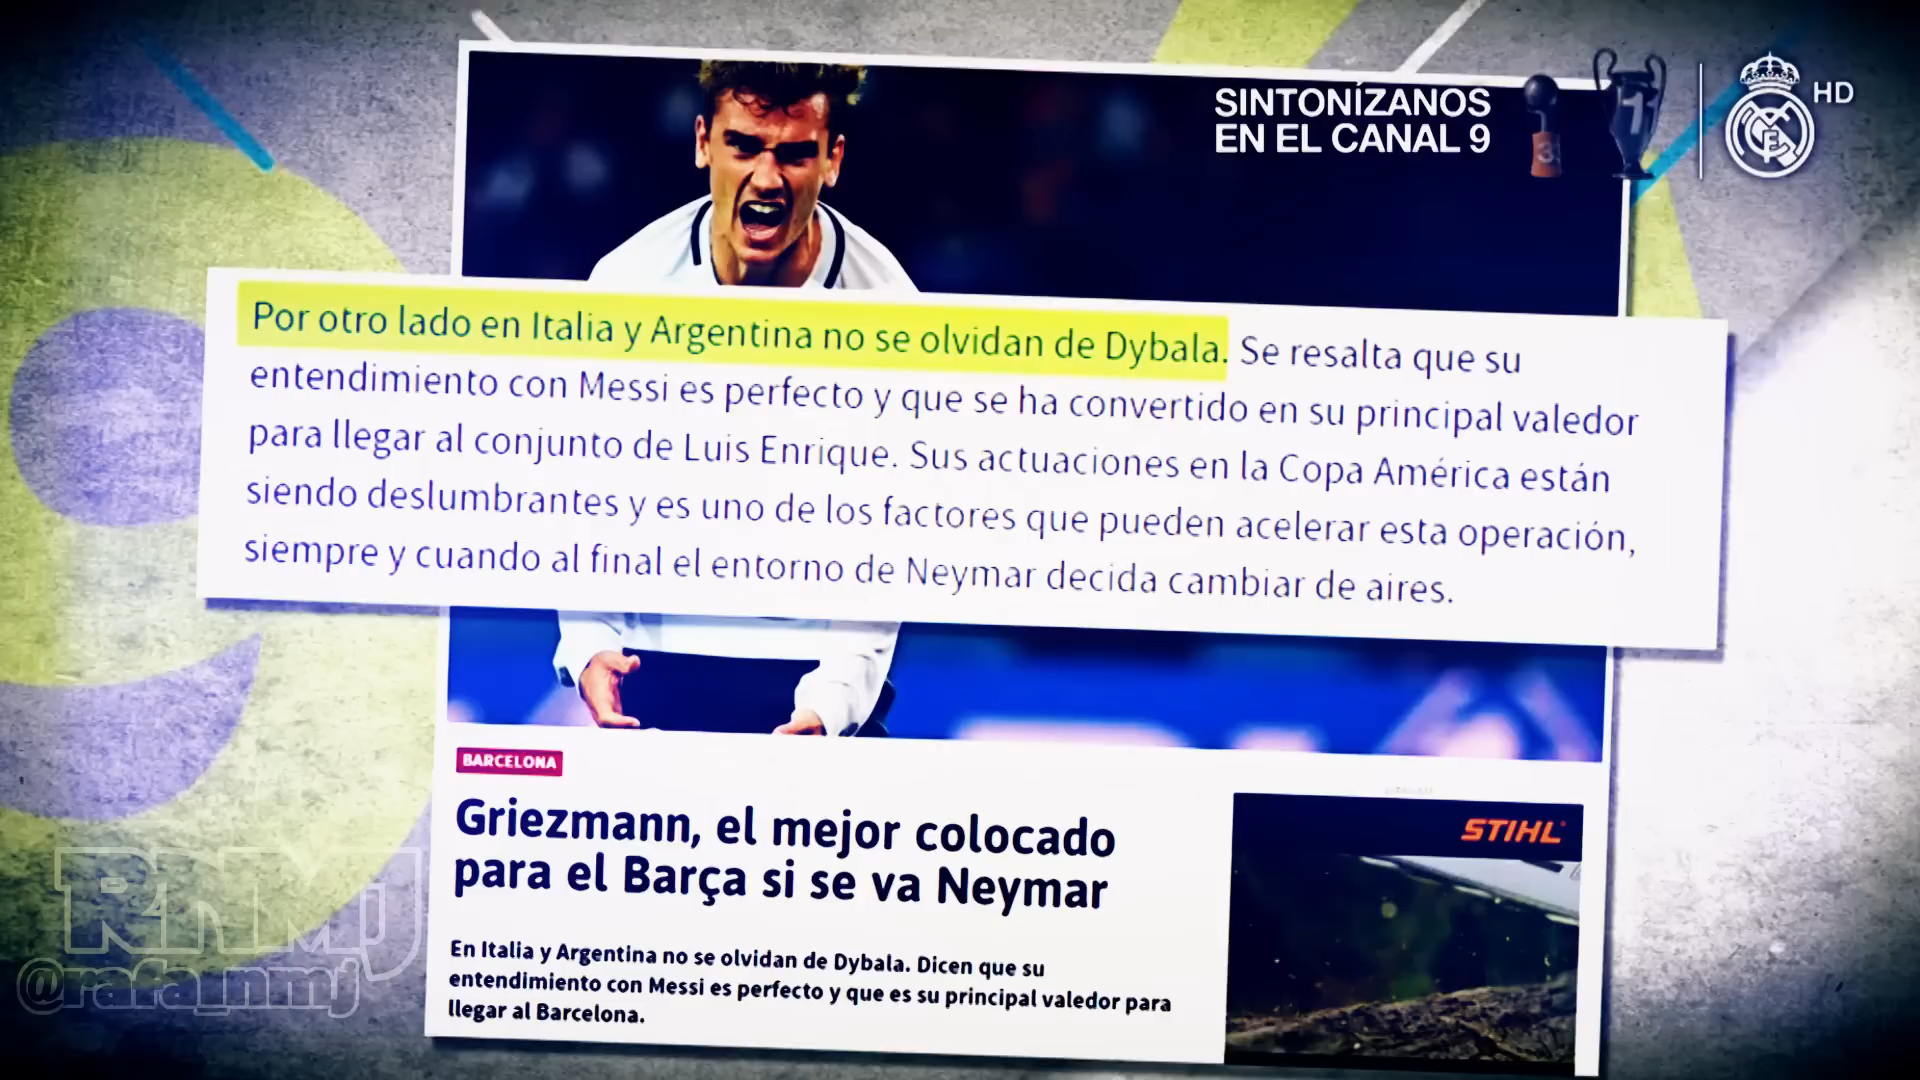 SINTONÍZANOS
EN EL CANAL 9
HD
Por otro lado en Italia y Argentina no se olvidan de Dybala. Se resalta que su
entendimiento con Messi es perfecto y que se ha convertido en su principal valedor
para llegar al conjunto de Luis Enrique. Sus actuaciones en la Copa América están
siendo deslumbrantes y es uno de los factores que pueden acelerar esta operación,
siempre y cuando al final el entorno de Neymar decida cambiar de aires.
BARCELONA
Griezmann, el mejor colocado
para el Barça si se va Neymar
En Italia y Argentina no se olvidan de Dybala. Dicen que su
entendimiento con Messi es perfecto y que es su principal valedor para
llegar al Barcelona.
STIHL
RNMJ
@rafa_nmj